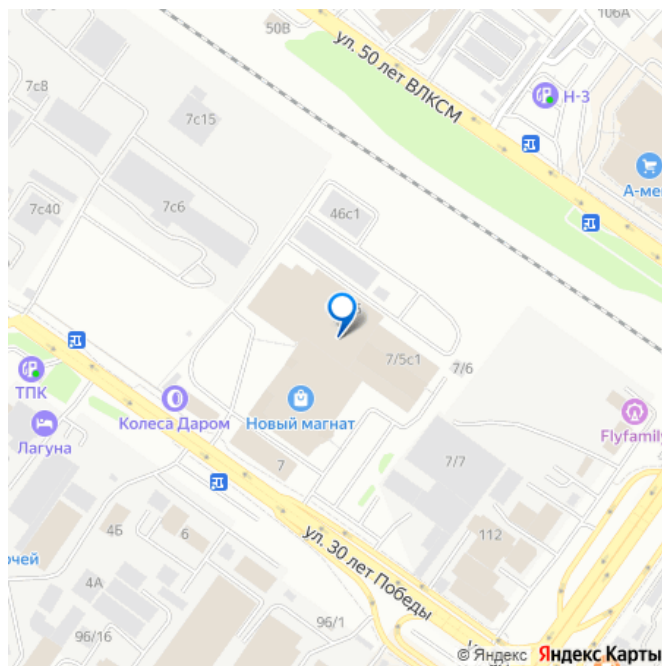 106А
50В
ул. 50 лет ВЛКСМ
7с8
Н-3
7с15
А-ме
7с6
7с40
46с1
7/5с1
7/6
ТПК
Колеса Даром
Новый магнат
Flyfamily
Лагуна
7
7/7
112
4Б
6
ул. 30 лет Победы
очей
4А
96/1
96/16
© Яндекс Яндекс Карты